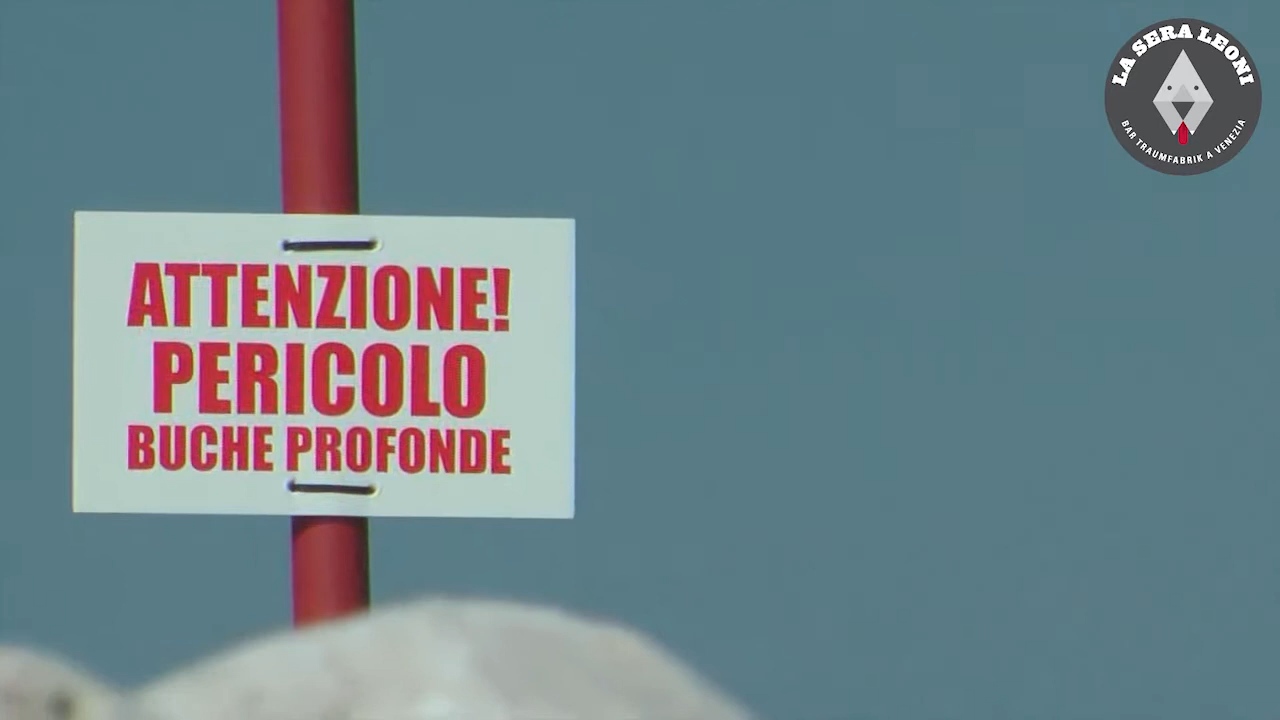 ATTENZIONE!
PERICOLO
BUCHE PROFONDE
LA SERA LEONI
BAR TRAUMFABRIK A VENEZIA